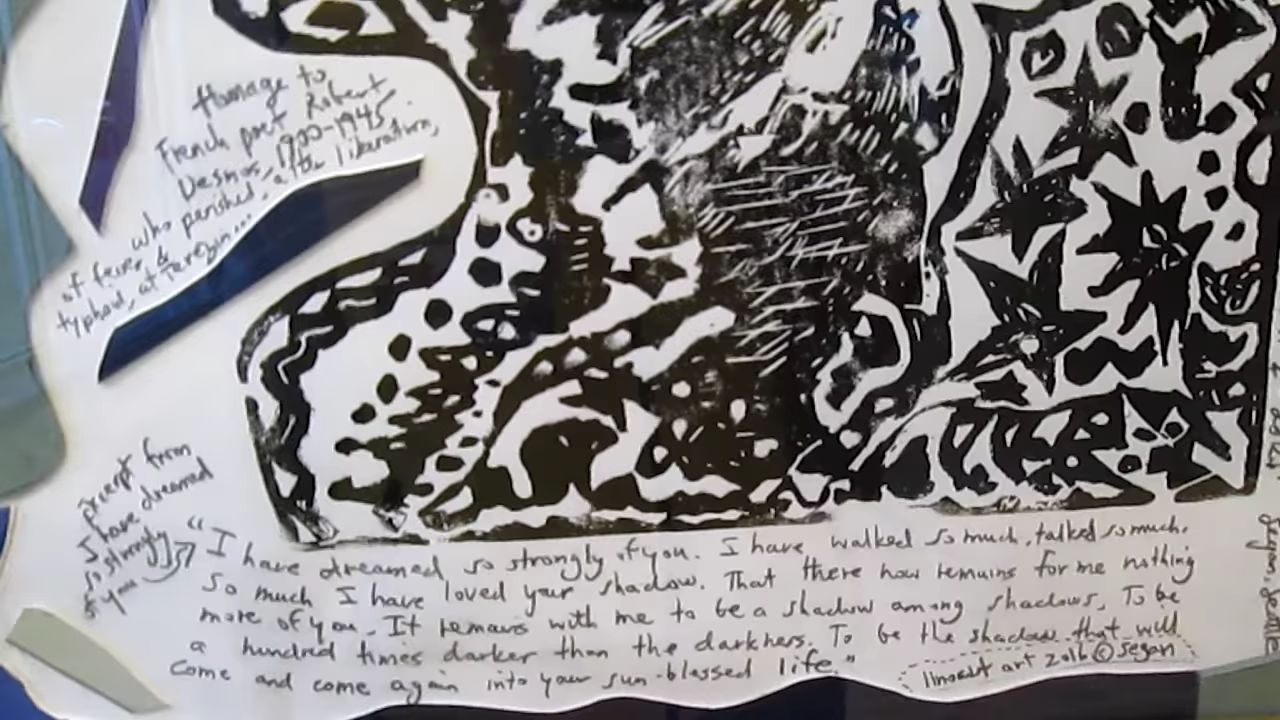 Homage to
French poet Robert
Desnos, 1900-1945,
who perished, after liberation,
of fever &
typhoid, at Terezin...
Excerpt from
I have dreamed
so strongly
of you
"I have dreamed so strongly of you. I have walked so much, talked so much.
So much I have loved your shadow. That there now remains for me nothing
more of you. It remains with me to be a shadow among shadows, To be
a hundred times darker than the darkness. To be the shadow that will
come and come again into your sun-blessed life."
linocut art 2016 © Segan
Segan, Seattle